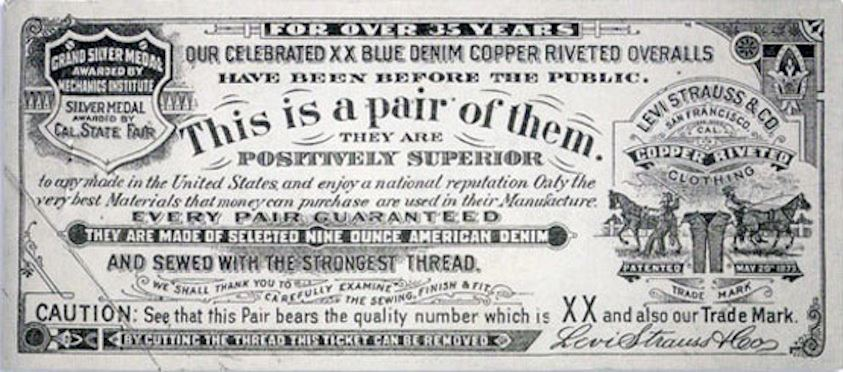 FOR OVER 35 YEARS
OUR CELEBRATED XX BLUE DENIM COPPER RIVETED OVERALLS
HAVE BEEN BEFORE THE PUBLIC.
GRAND SILVER MEDAL
AWARDED BY
MECHANICS INSTITUTE
SILVER MEDAL
AWARDED BY
CAL. STATE FAIR
This is a pair of them.
THEY ARE
POSITIVELY SUPERIOR
to any made in the United States, and enjoy a national reputation Only the
very best Materials that money can purchase are used in their Manufacture.
EVERY PAIR GUARANTEED
THEY ARE MADE OF SELECTED NINE OUNCE AMERICAN DENIM
AND SEWED WITH THE STRONGEST THREAD.
WE SHALL THANK YOU TO
CAREFULLY EXAMINE
THE SEWING, FINISH & FIT.
LEVI STRAUSS & CO.
SAN FRANCISCO,
CAL.
COPPER RIVETED
CLOTHING
PATENTED MAY 20TH 1873
TRADE MARK
CAUTION: See that this Pair bears the quality number which is XX and also our Trade Mark.
BY CUTTING THE THREAD THIS TICKET CAN BE REMOVED
Levi Strauss & Co